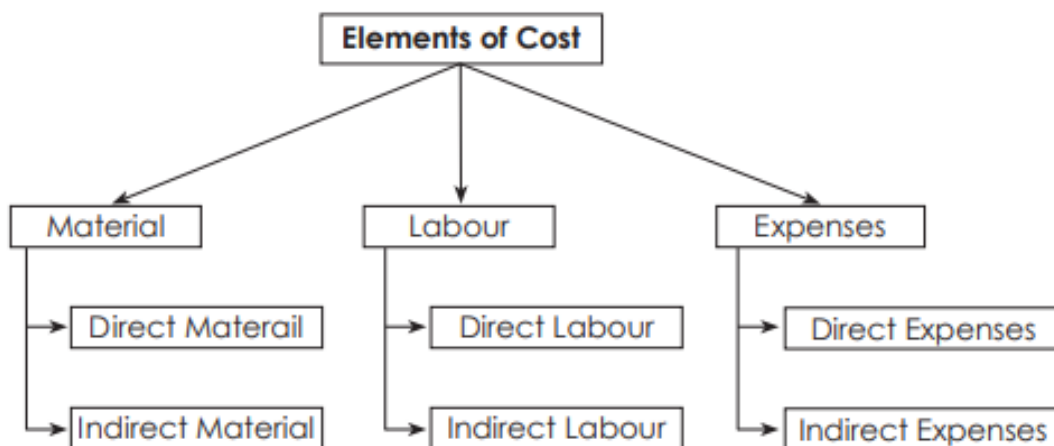 Elements of Cost
Material
Labour
Expenses
Direct Materail
Direct Labour
Direct Expenses
Indirect Material
Indirect Labour
Indirect Expenses